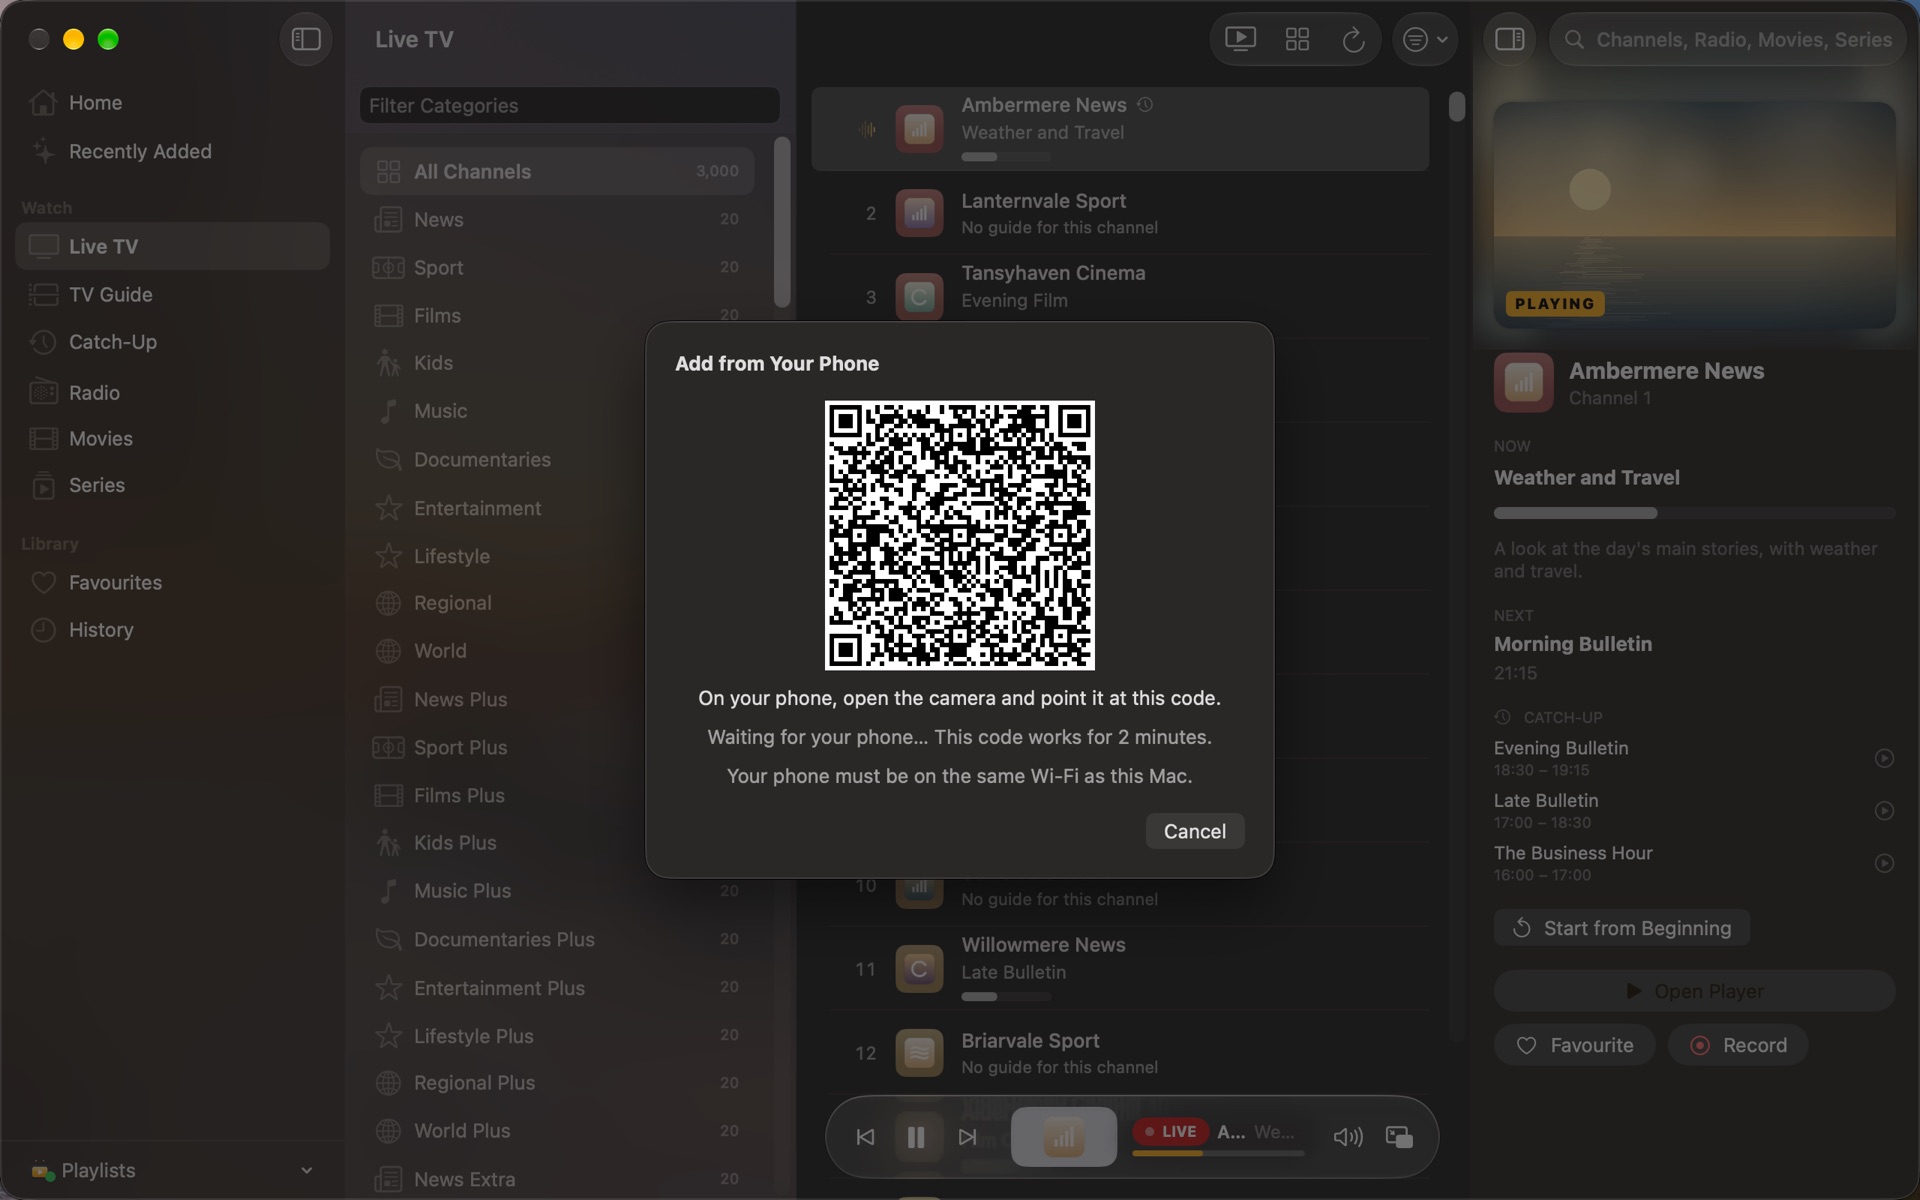 Live TV
Channels, Radio, Movies, Series
Home
Recently Added
Watch
Live TV
TV Guide
Catch-Up
Radio
Movies
Series
Library
Favourites
History
Playlists
Filter Categories
All Channels 3,000
News 20
Sport 20
Films 20
Kids
Music
Documentaries
Entertainment
Lifestyle
Regional
World
News Plus
Sport Plus
Films Plus
Kids Plus
Music Plus 20
Documentaries Plus 20
Entertainment Plus 20
Lifestyle Plus 20
Regional Plus 20
World Plus 20
News Extra 20
Ambermere News
Weather and Travel
2
Lanternvale Sport
No guide for this channel
3
Tansyhaven Cinema
Evening Film
Add from Your Phone
On your phone, open the camera and point it at this code.
Waiting for your phone... This code works for 2 minutes.
Your phone must be on the same Wi-Fi as this Mac.
Cancel
10
No guide for this channel
11
Willowmere News
Late Bulletin
12
Briarvale Sport
No guide for this channel
LIVE A... We...
PLAYING
Ambermere News
Channel 1
NOW
Weather and Travel
A look at the day's main stories, with weather
and travel.
NEXT
Morning Bulletin
21:15
CATCH-UP
Evening Bulletin
18:30 – 19:15
Late Bulletin
17:00 – 18:30
The Business Hour
16:00 – 17:00
Start from Beginning
Open Player
Favourite
Record